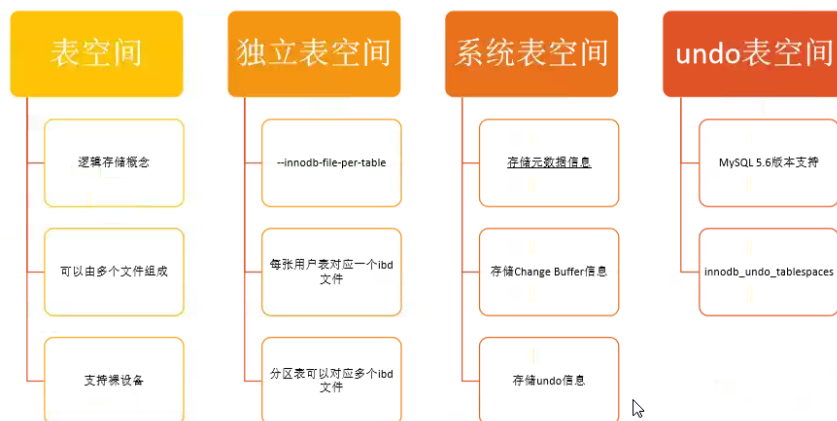 表空间
逻辑存储概念
可以由多个文件组成
支持裸设备
独立表空间
--innodb-file-per-table
每张用户表对应一个ibd
文件
分区表可以对应多个ibd
文件
系统表空间
存储元数据信息
存储Change Buffer信息
存储undo信息
undo表空间
MySQL 5.6版本支持
innodb_undo_tablespaces